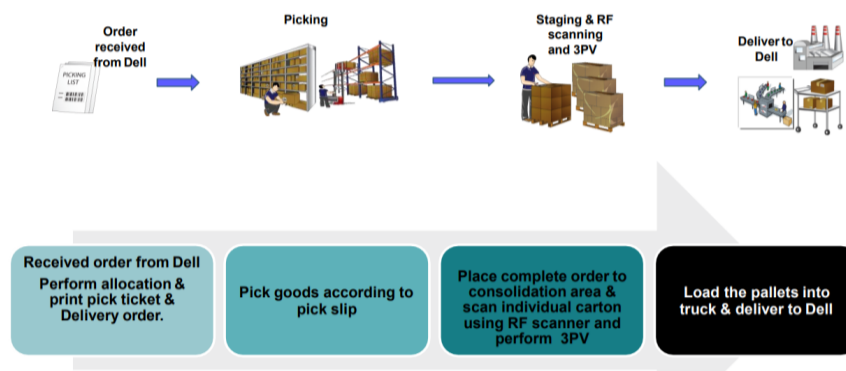 Order
received
from Dell
PICKING
LIST
Picking
Staging & RF
scanning
and 3PV
Deliver to
Dell
Received order from Dell
Perform allocation &
print pick ticket &
Delivery order.
Pick goods according to
pick slip
Place complete order to
consolidation area &
scan individual carton
using RF scanner and
perform 3PV
Load the pallets into
truck & deliver to Dell